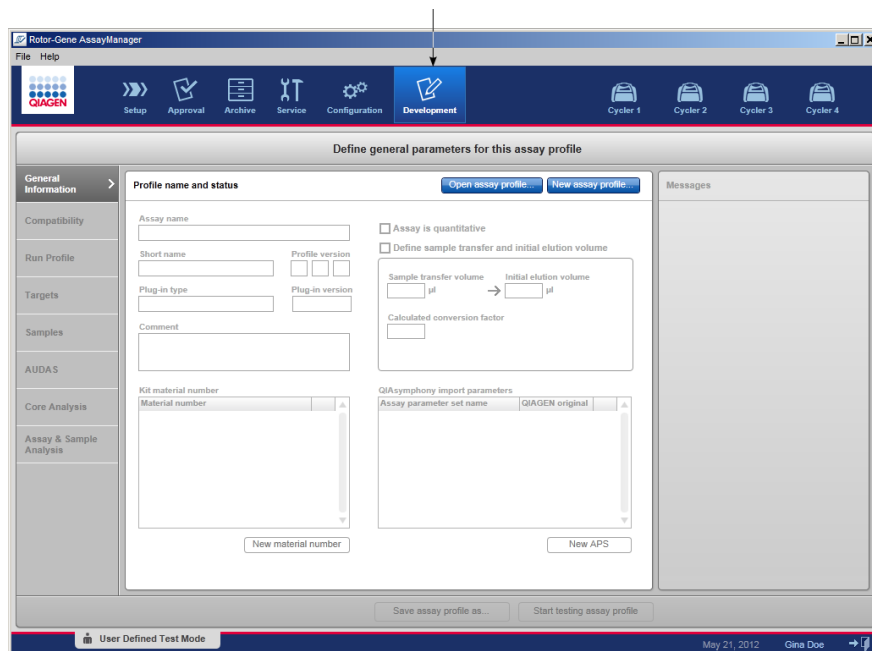 Rotor-Gene AssayManager
File Help
QIAGEN
Setup Approval Archive Service Configuration Development Cycler 1 Cycler 2 Cycler 3 Cycler 4
Define general parameters for this assay profile
General
Information
Compatibility
Run Profile
Targets
Samples
AUDAS
Core Analysis
Assay & Sample
Analysis
Profile name and status Open assay profile... New assay profile...
Assay name
Short name Profile version
Plug-in type Plug-in version
Comment
Assay is quantitative
Define sample transfer and initial elution volume
Sample transfer volume Initial elution volume
µl µl
Calculated conversion factor
Kit material number
Material number
New material number
QIAsymphony import parameters
Assay parameter set name QIAGEN original
New APS
Messages
Save assay profile as... Start testing assay profile
User Defined Test Mode
May 21, 2012 Gina Doe